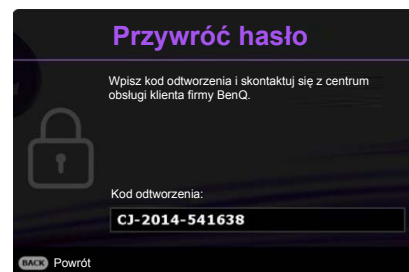 Przywróć hasło
Wpisz kod odtworzenia i skontaktuj się z centrum
obsługi klienta firmy BenQ.
Kod odtworzenia:
CJ-2014-541638
BACK Powrót